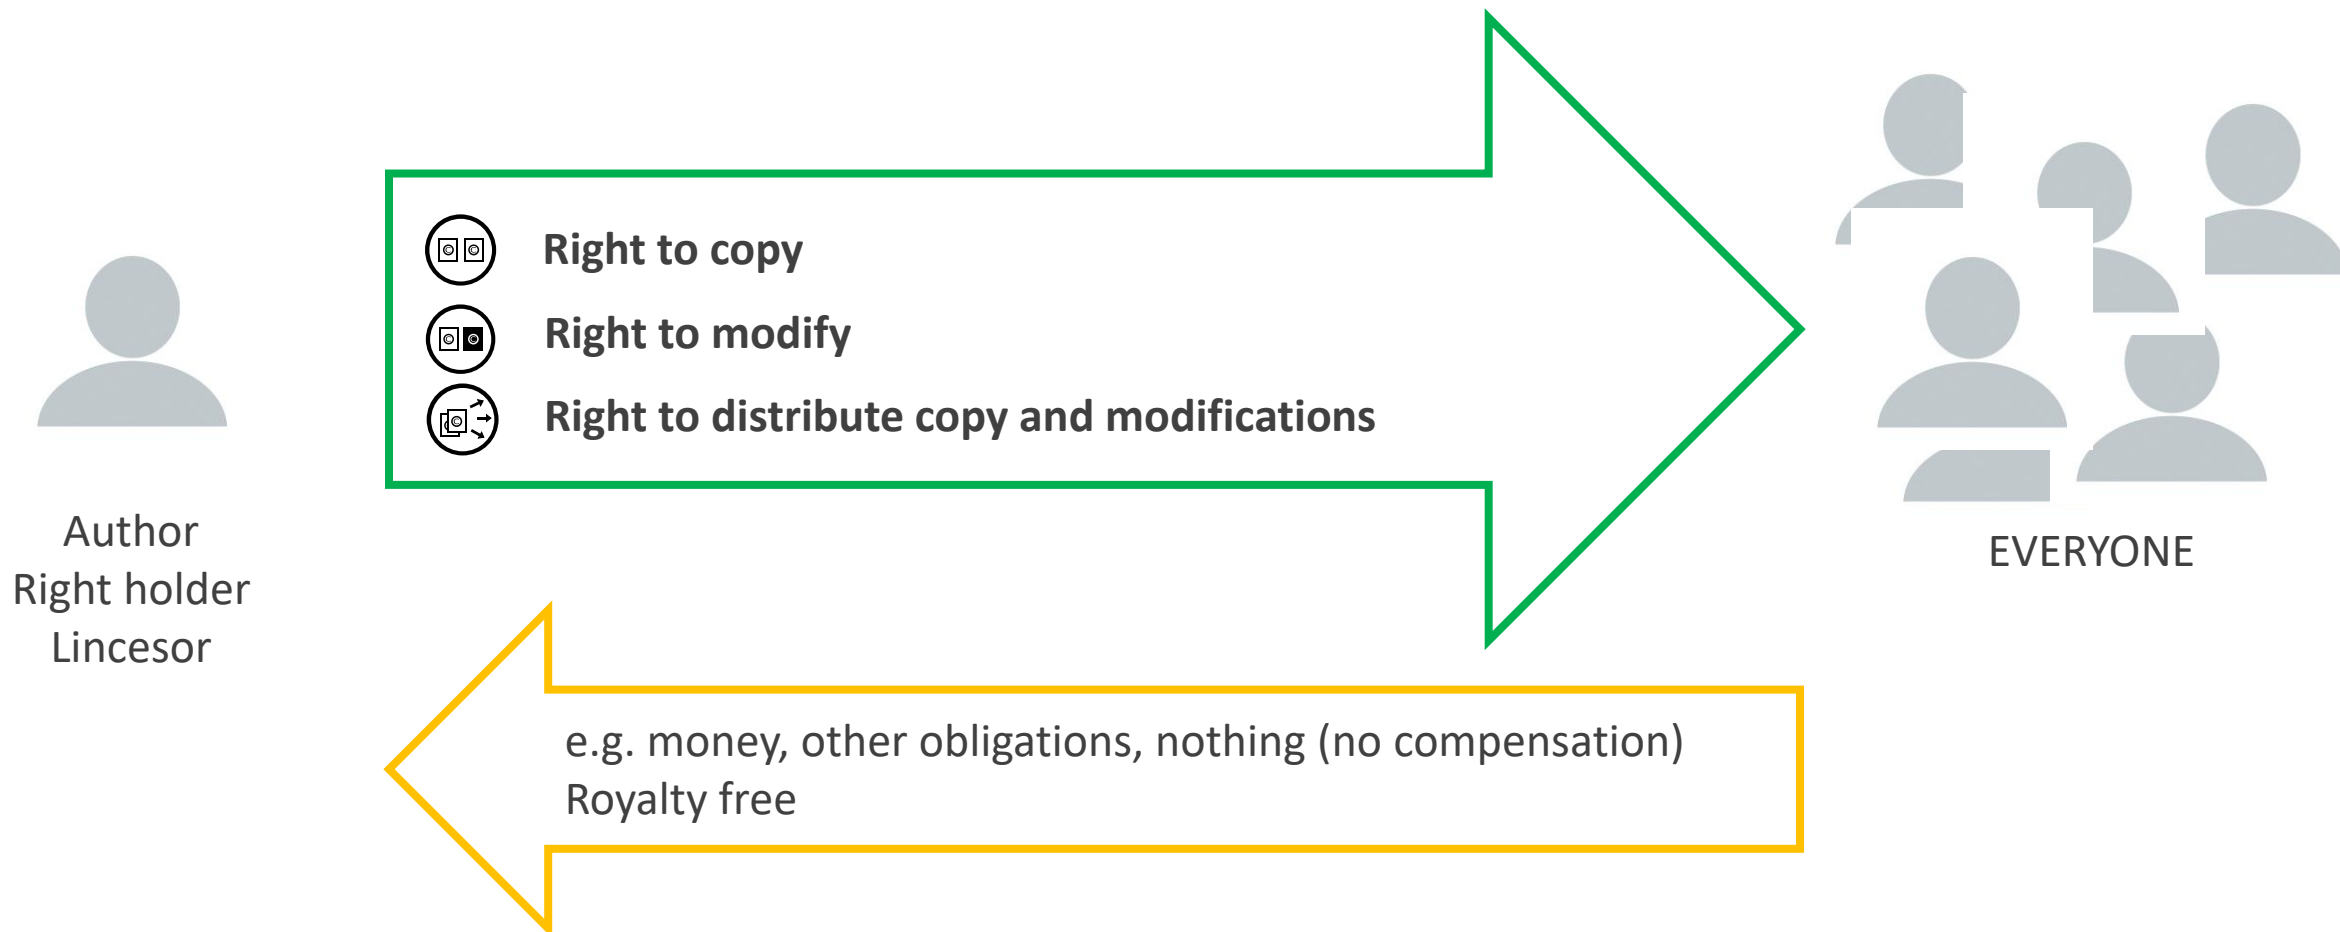 Right to copy
Right to modify
Right to distribute copy and modifications
Author
Right holder
Lincesor
EVERYONE
e.g. money, other obligations, nothing (no compensation)
Royalty free